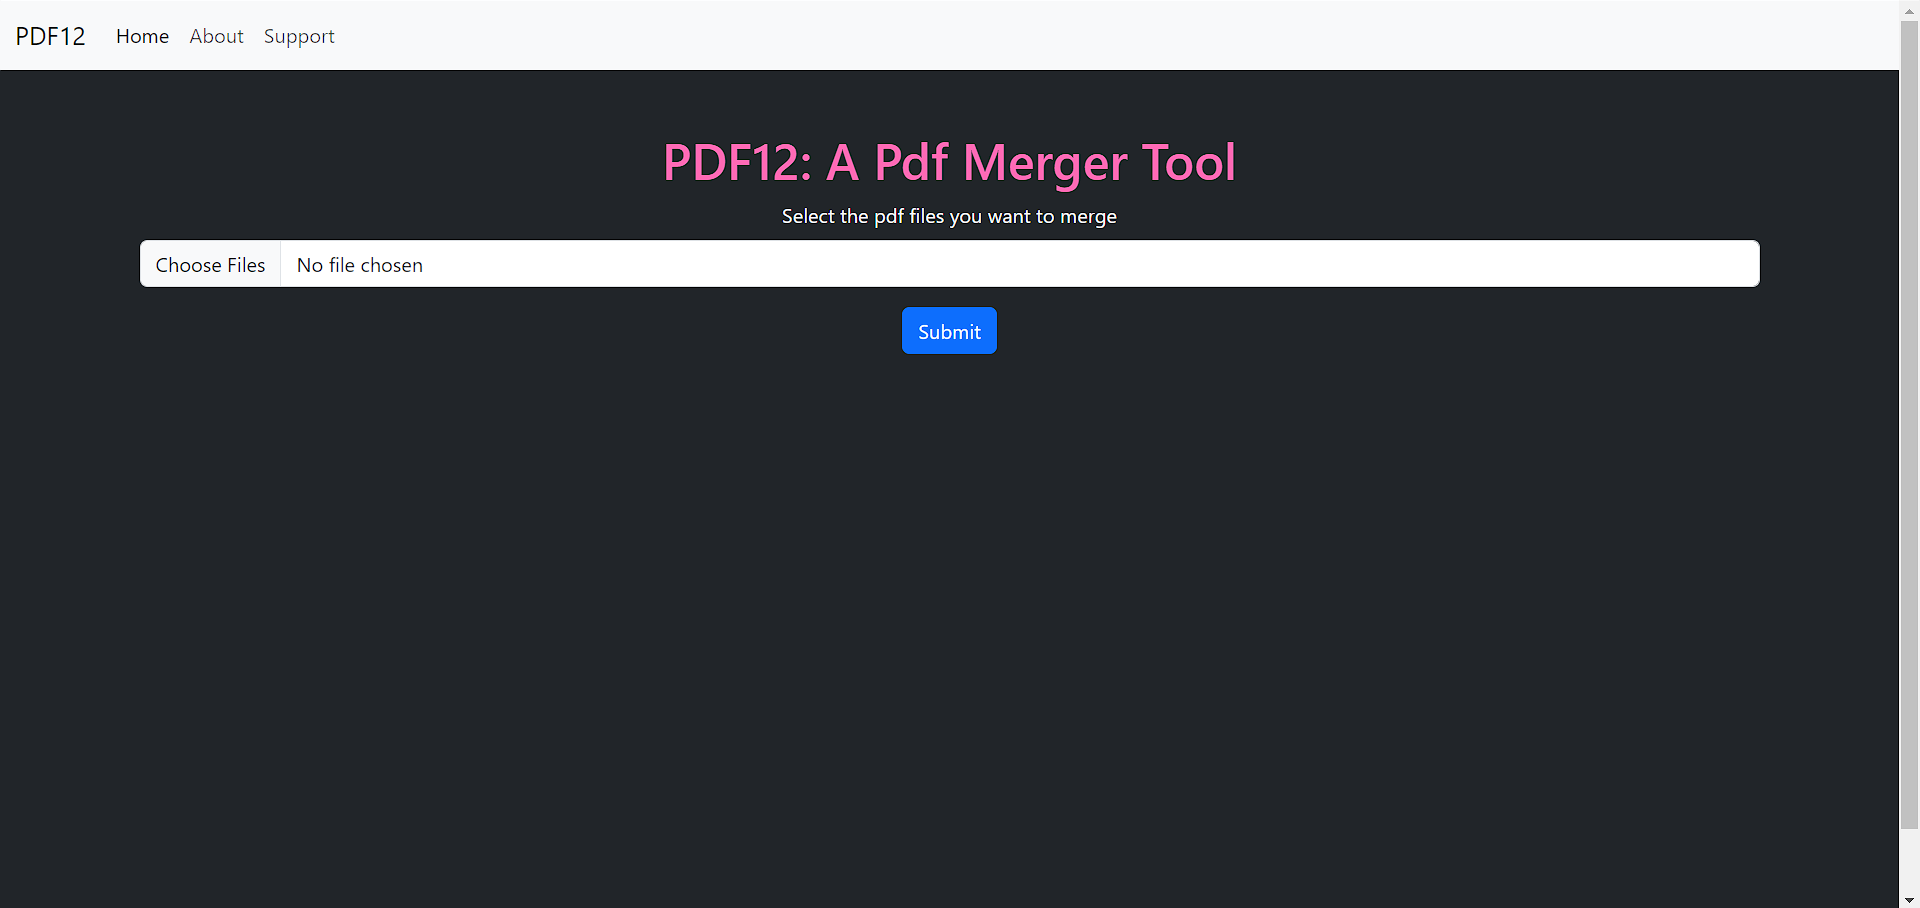 PDF12 Home About Support
PDF12: A Pdf Merger Tool
Select the pdf files you want to merge
Choose Files No file chosen
Submit